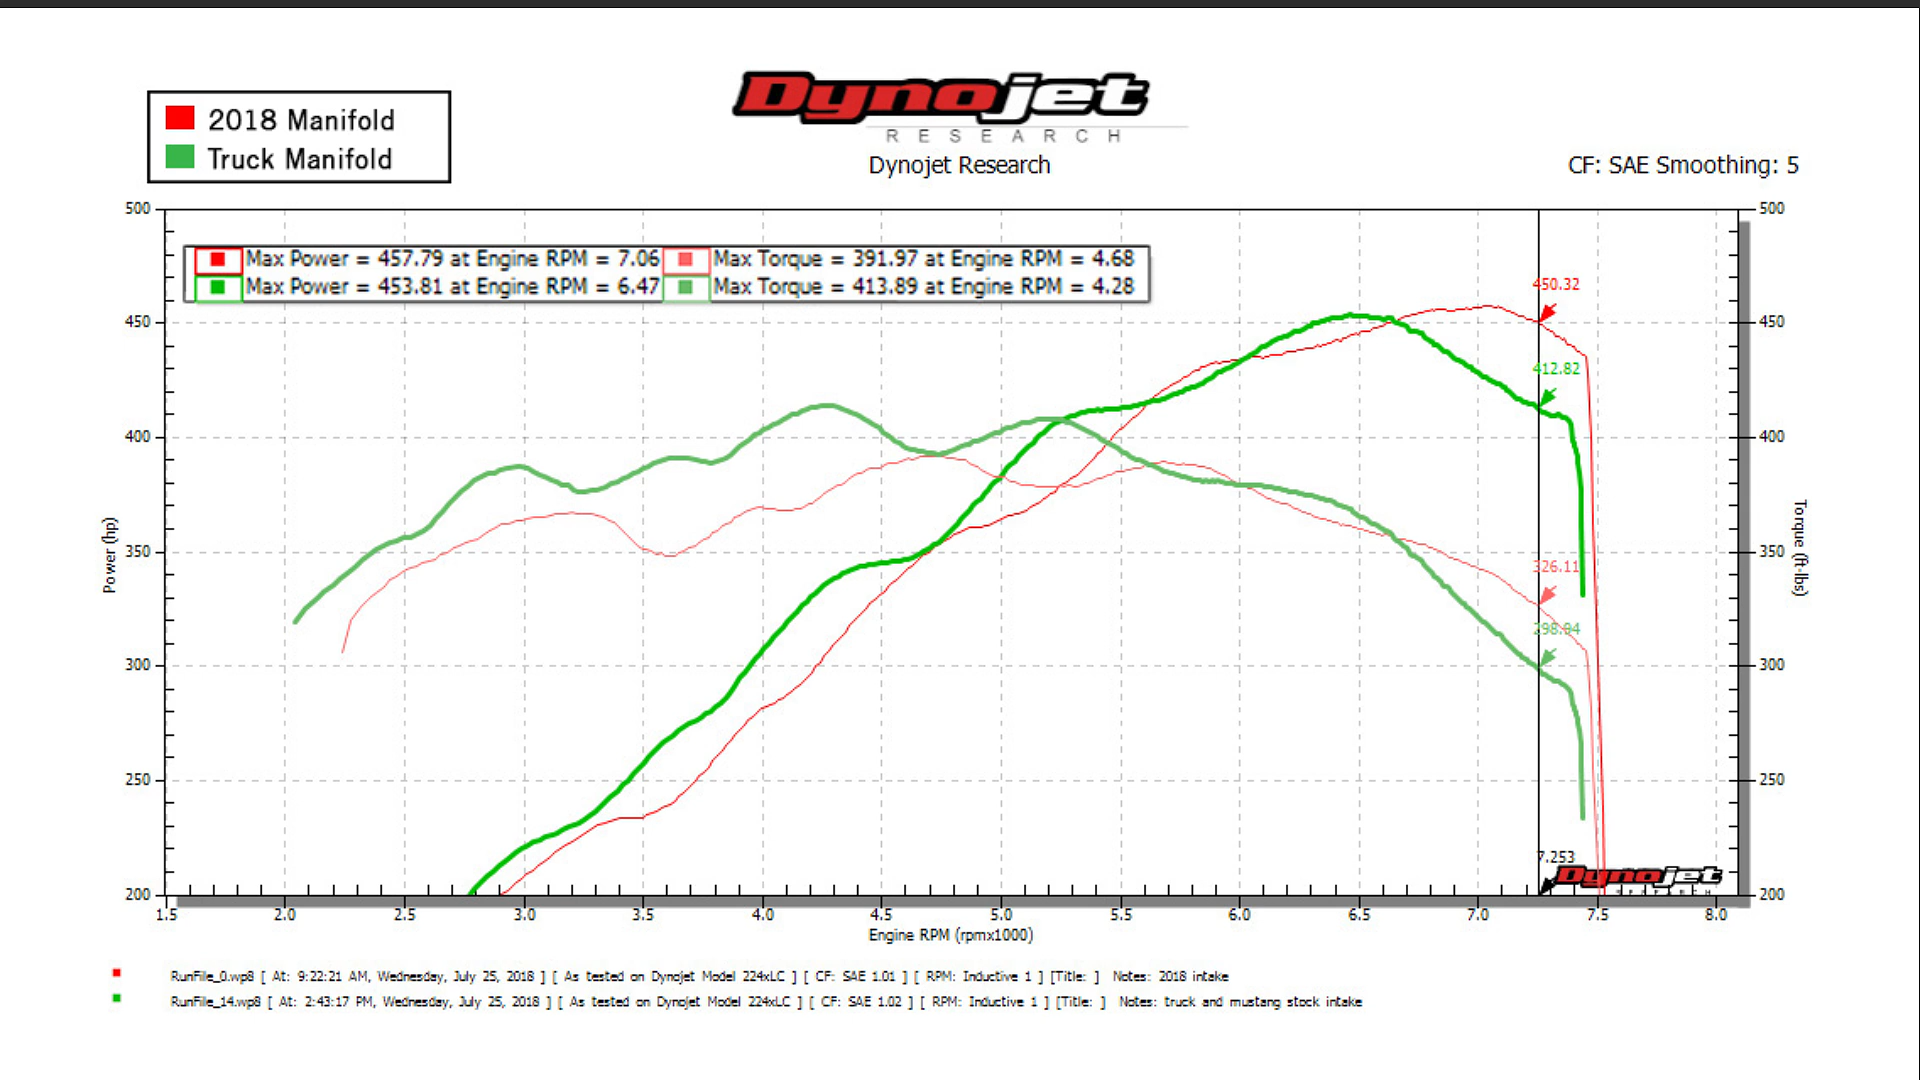 2018 Manifold
Truck Manifold
Dynojet
RESEARCH
Dynojet Research
CF: SAE Smoothing: 5
Max Power = 457.79 at Engine RPM = 7.06 Max Torque = 391.97 at Engine RPM = 4.68
Max Power = 453.81 at Engine RPM = 6.47 Max Torque = 413.89 at Engine RPM = 4.28
500
450
400
350
300
250
200
Power (hp)
500
450
400
350
300
250
200
Torque (ft-lbs)
450.32
412.82
326.11
298.94
7.253
Dynojet
RESEARCH
1.5 2.0 2.5 3.0 3.5 4.0 4.5 5.0 5.5 6.0 6.5 7.0 7.5 8.0
Engine RPM (rpmx1000)
RunFile_0.wp8 [ At: 9:22:21 AM, Wednesday, July 25, 2018 ] [ As tested on Dynojet Model 224xLC ] [ CF: SAE 1.01 ] [ RPM: Inductive 1 ] [Title: ] Notes: 2018 intake
RunFile_14.wp8 [ At: 2:43:17 PM, Wednesday, July 25, 2018 ] [ As tested on Dynojet Model 224xLC ] [ CF: SAE 1.02 ] [ RPM: Inductive 1 ] [Title: ] Notes: truck and mustang stock intake